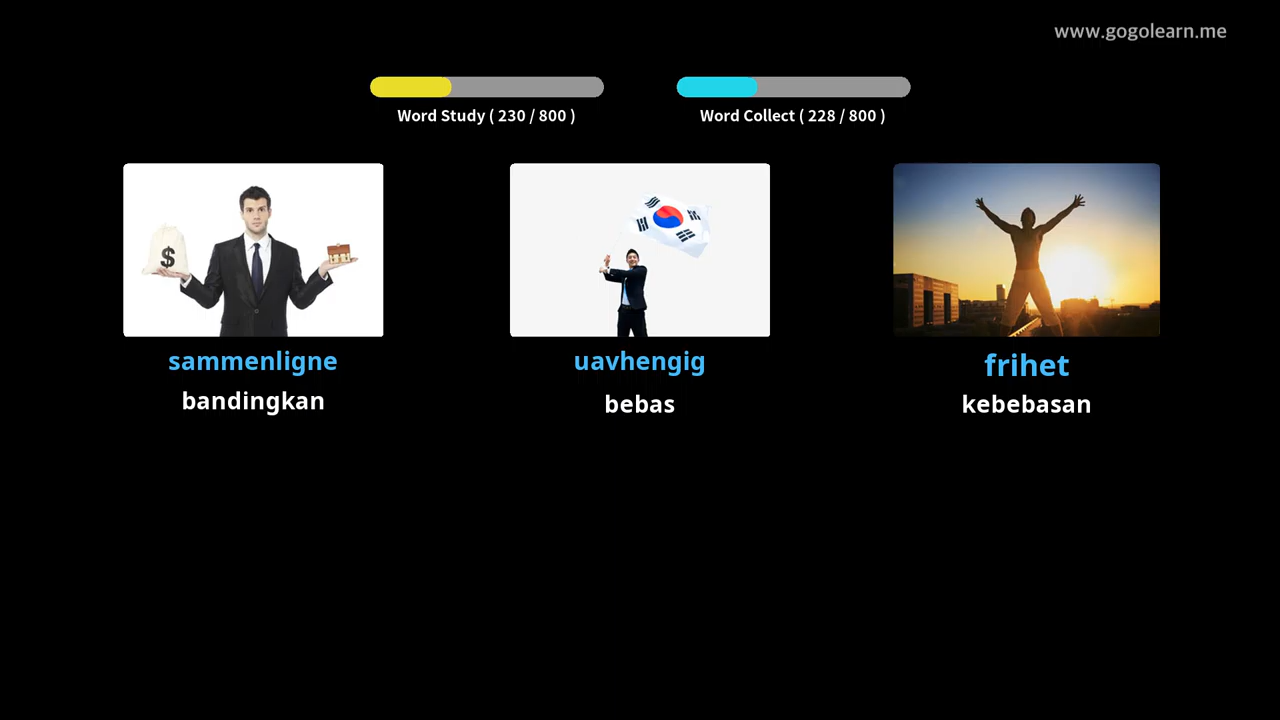 www.gogolearn.me
Word Study ( 230 / 800 )
Word Collect ( 228 / 800 )
$
sammenligne
uavhengig
frihet
bandingkan
bebas
kebebasan